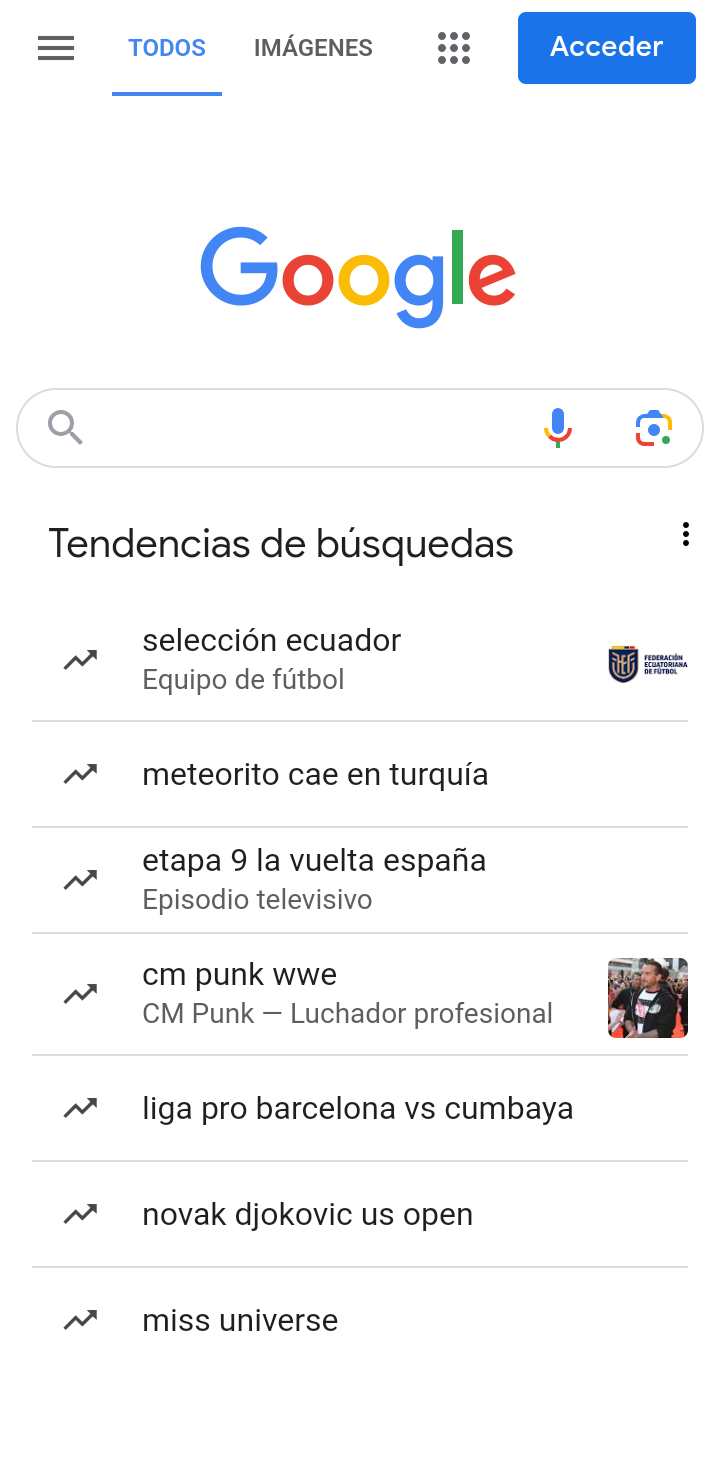 TODOS IMÁGENES Acceder
Google
Tendencias de búsquedas
selección ecuador
Equipo de fútbol
FEDERACIÓN
ECUATORIANA
DE FÚTBOL
meteorito cae en turquía
etapa 9 la vuelta españa
Episodio televisivo
cm punk wwe
CM Punk — Luchador profesional
liga pro barcelona vs cumbaya
novak djokovic us open
miss universe